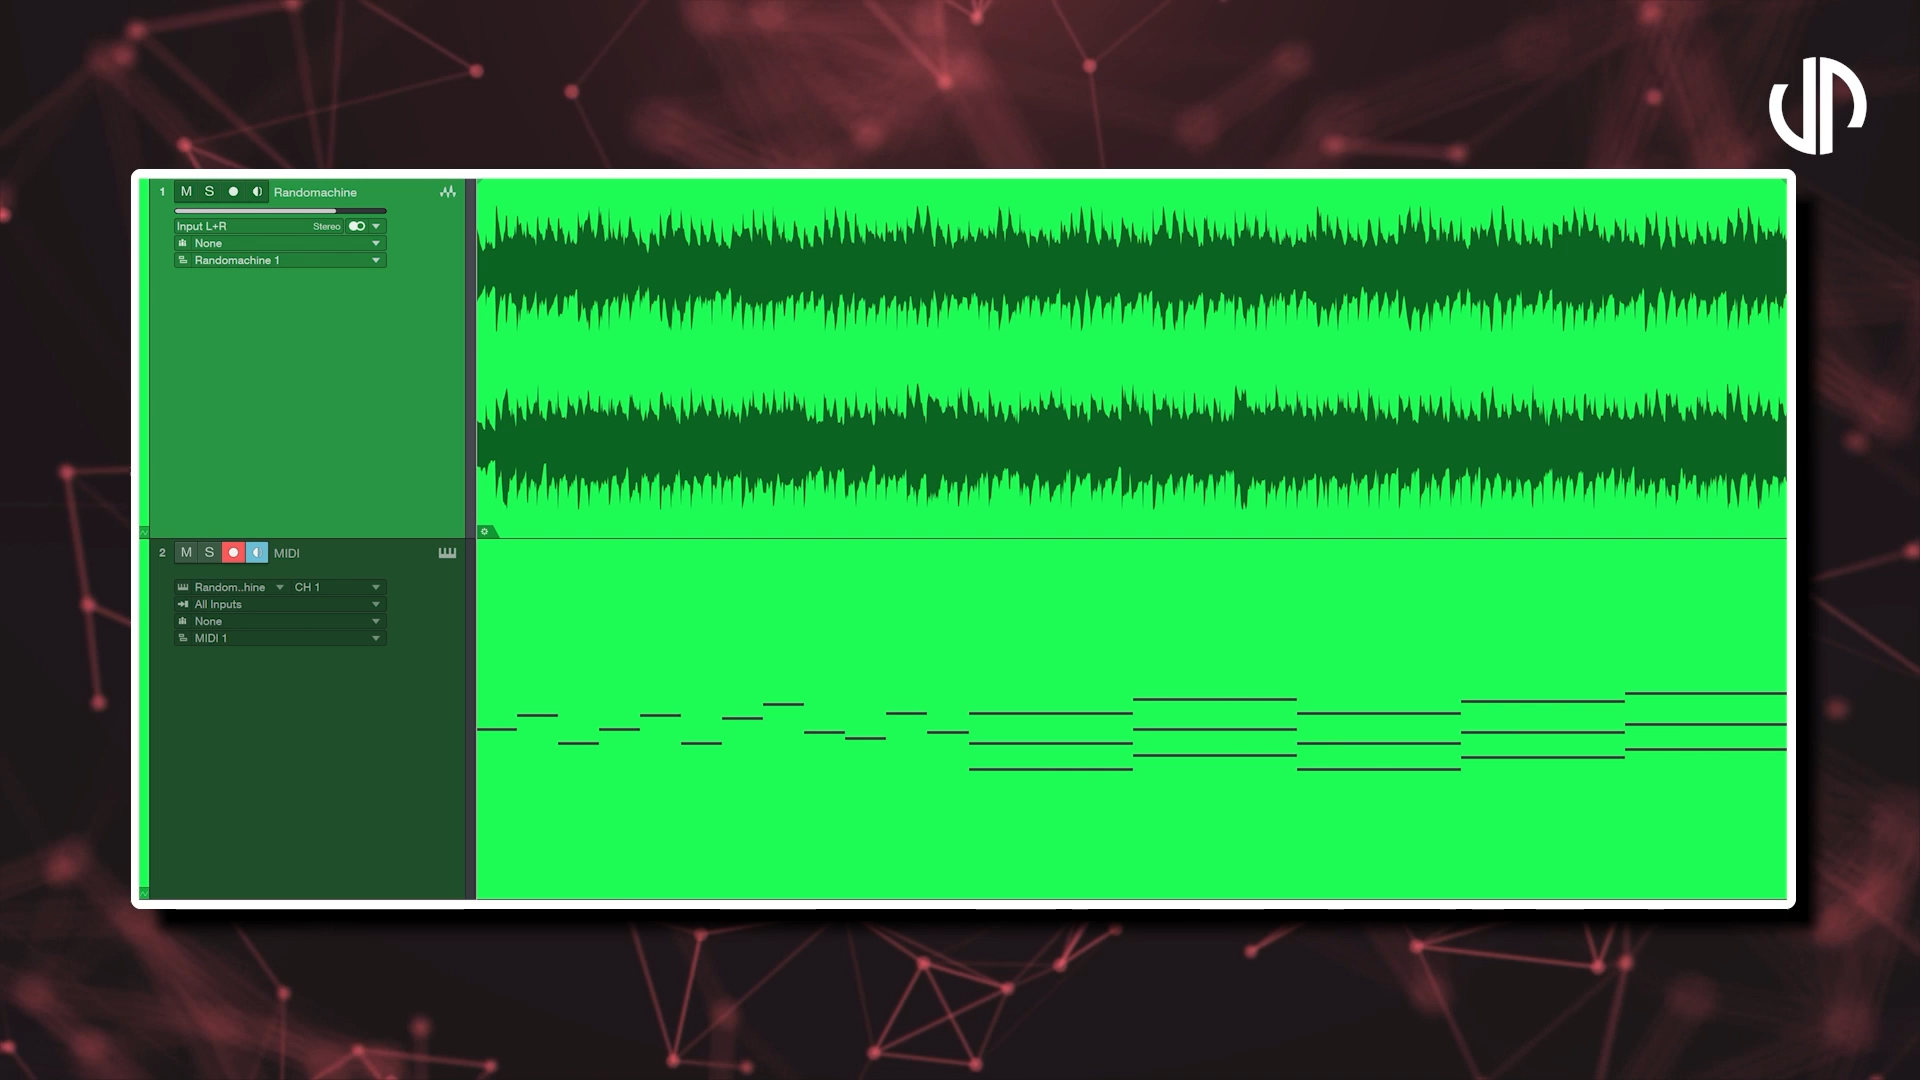 1 M S Randomachine
Input L+R Stereo
None
Randomachine 1
2 M S MIDI
Random..hine CH 1
All Inputs
None
MIDI 1